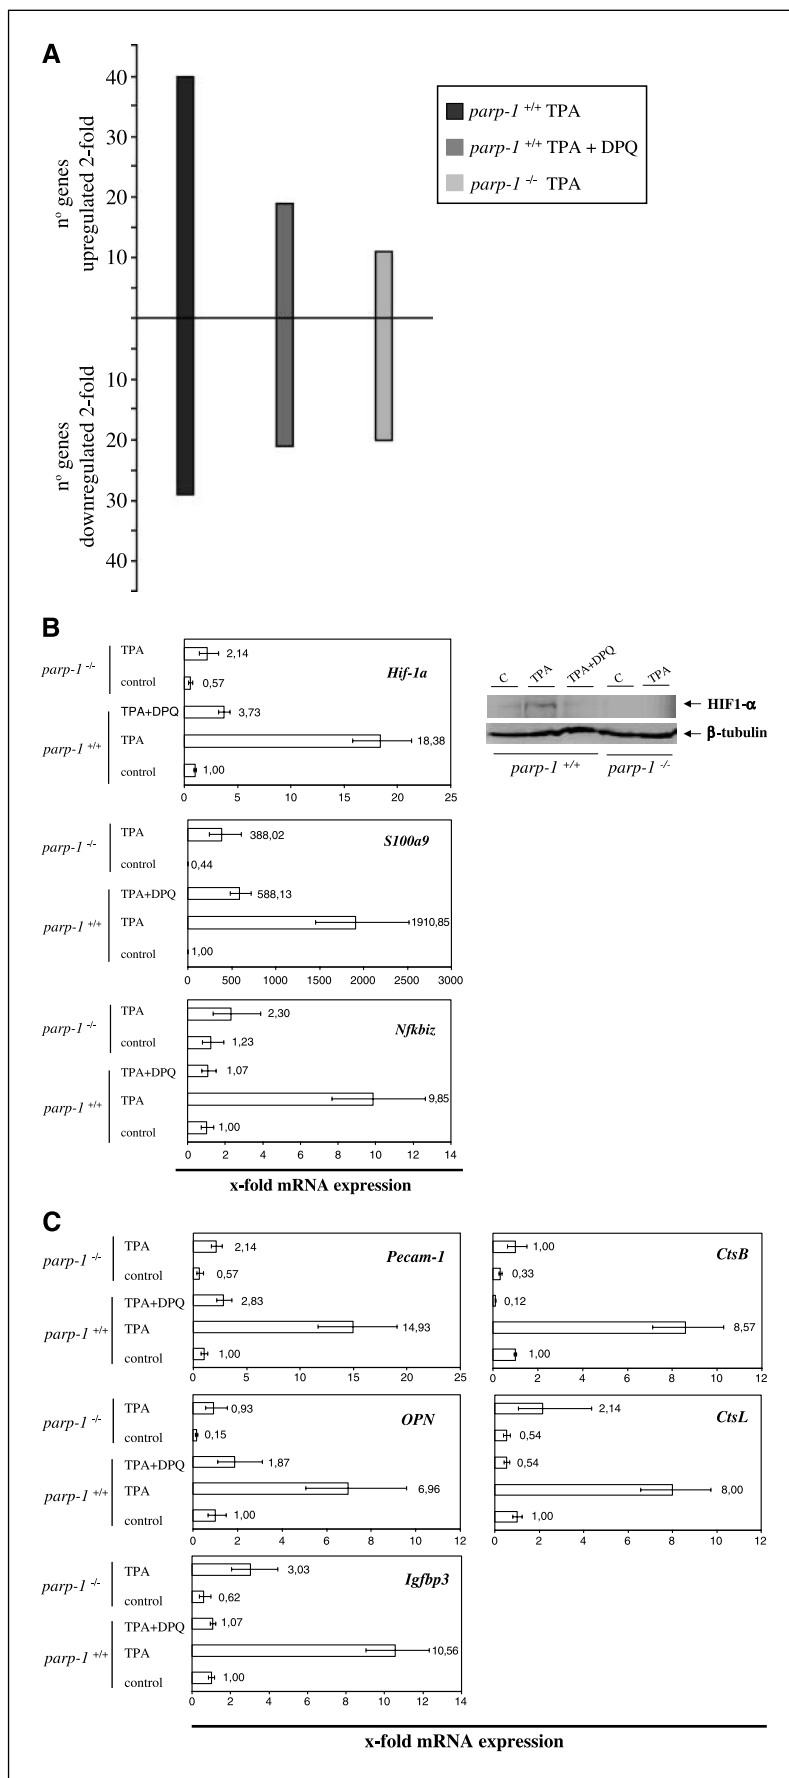 A
nº genes
upregulated 2-fold
nº genes
downregulated 2-fold
40
30
20
10
10
20
30
40
parp-1 +/+ TPA
parp-1 +/+ TPA + DPQ
parp-1 -/- TPA
B
Hif-1a
parp-1 -/-
TPA 2,14
control 0,57
parp-1 +/+
TPA+DPQ 3,73
TPA 18,38
control 1,00
0 5 10 15 20 25
C TPA TPA+DPQ C TPA
HIF1-α
β-tubulin
parp-1 +/+ parp-1 -/-
S100a9
parp-1 -/-
TPA 388,02
control 0,44
parp-1 +/+
TPA+DPQ 588,13
TPA 1910,85
control 1,00
0 500 1000 1500 2000 2500 3000
Nfkbiz
parp-1 -/-
TPA 2,30
control 1,23
parp-1 +/+
TPA+DPQ 1,07
TPA 9,85
control 1,00
0 2 4 6 8 10 12 14
x-fold mRNA expression
C
Pecam-1
parp-1 -/-
TPA 2,14
control 0,57
parp-1 +/+
TPA+DPQ 2,83
TPA 14,93
control 1,00
0 5 10 15 20 25
CtsB
1,00
0,33
0,12
8,57
1,00
0 2 4 6 8 10 12
OPN
parp-1 -/-
TPA 0,93
control 0,15
parp-1 +/+
TPA+DPQ 1,87
TPA 6,96
control 1,00
0 2 4 6 8 10 12
CtsL
2,14
0,54
0,54
8,00
1,00
0 2 4 6 8 10 12
Igfbp3
parp-1 -/-
TPA 3,03
control 0,62
parp-1 +/+
TPA+DPQ 1,07
TPA 10,56
control 1,00
0 2 4 6 8 10 12 14
x-fold mRNA expression